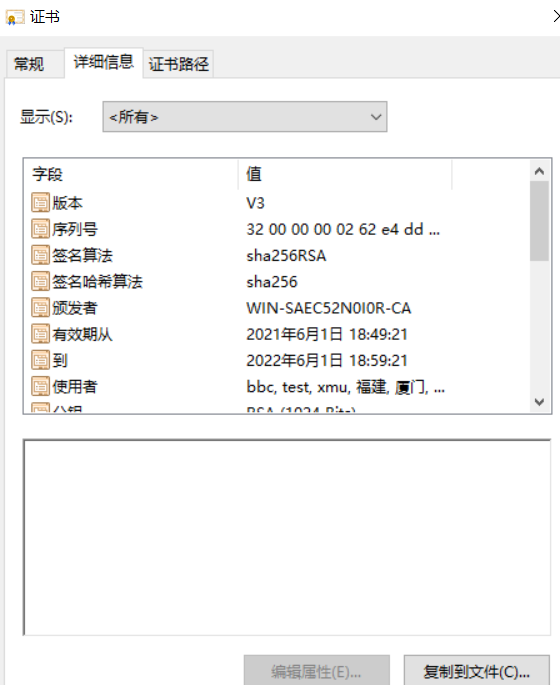 证书
常规 详细信息 证书路径
显示(S): <所有>
字段 值
版本 V3
序列号 32 00 00 00 02 62 e4 dd ...
签名算法 sha256RSA
签名哈希算法 sha256
颁发者 WIN-SAEC52N0I0R-CA
有效期从 2021年6月1日 18:49:21
到 2022年6月1日 18:59:21
使用者 bbc, test, xmu, 福建, 厦门, ...
公钥 RSA (1024 Bits)
编辑属性(E)... 复制到文件(C)...